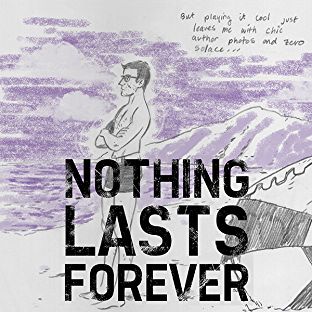 But playing it cool just
leaves me with chic
author photos and zero
solace...
NOTHING
LASTS
FOREVER